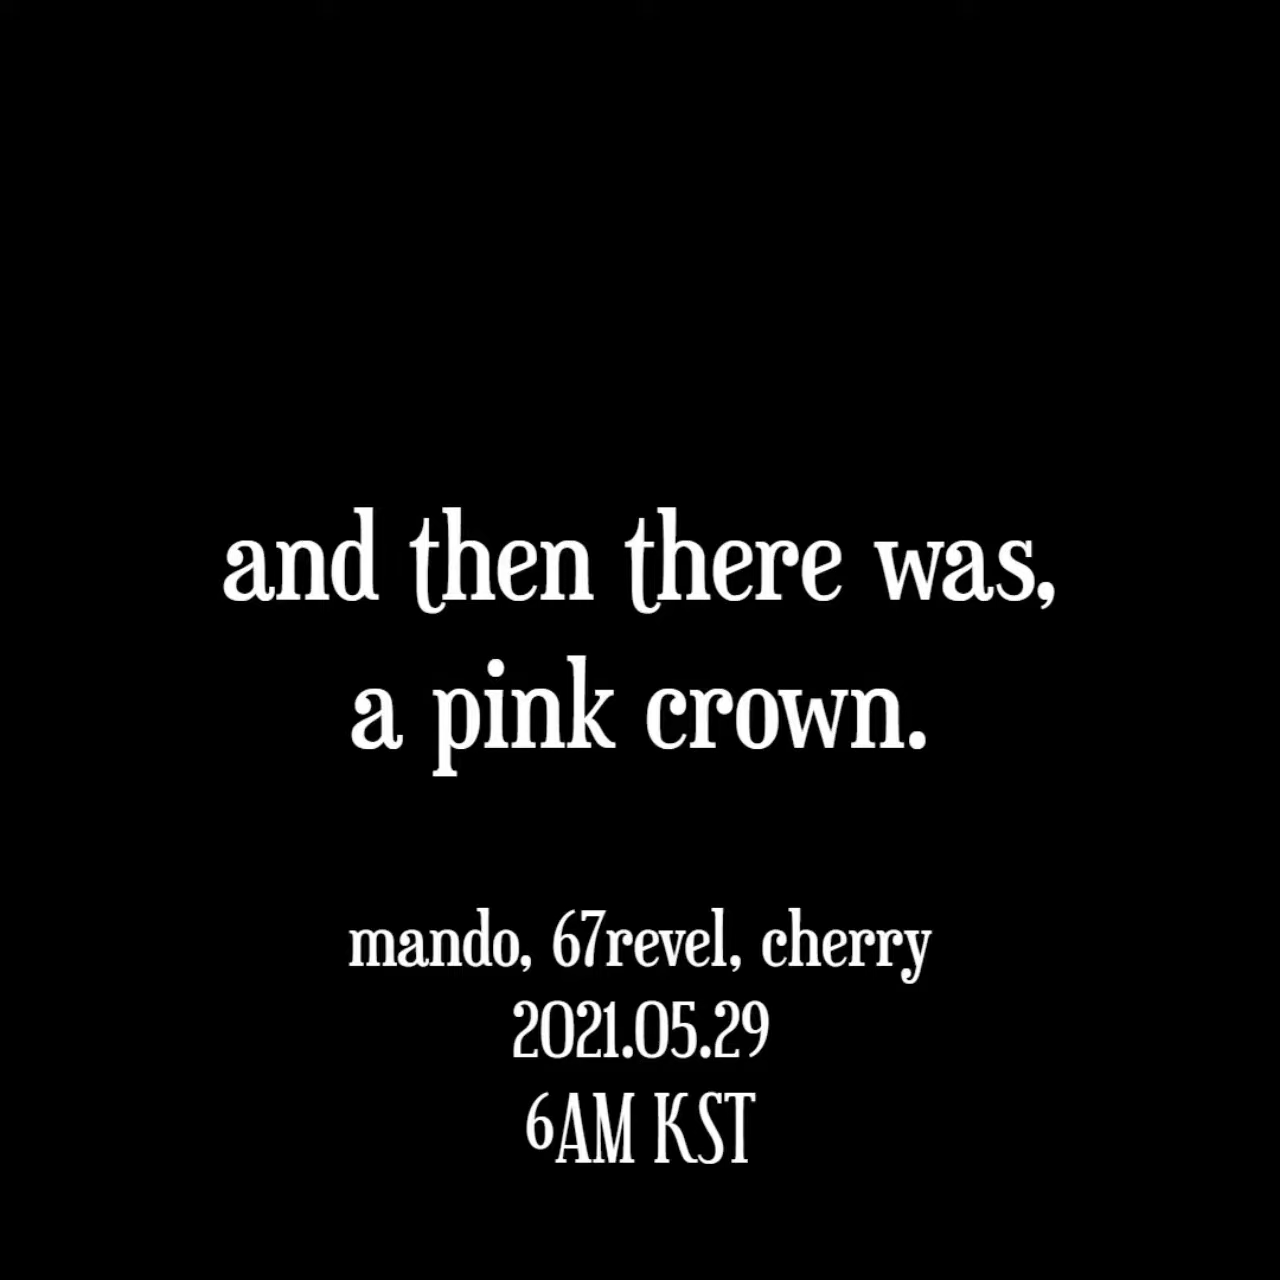 and then there was,
a pink crown.
mando, 67revel, cherry
2021.05.29
6AM KST